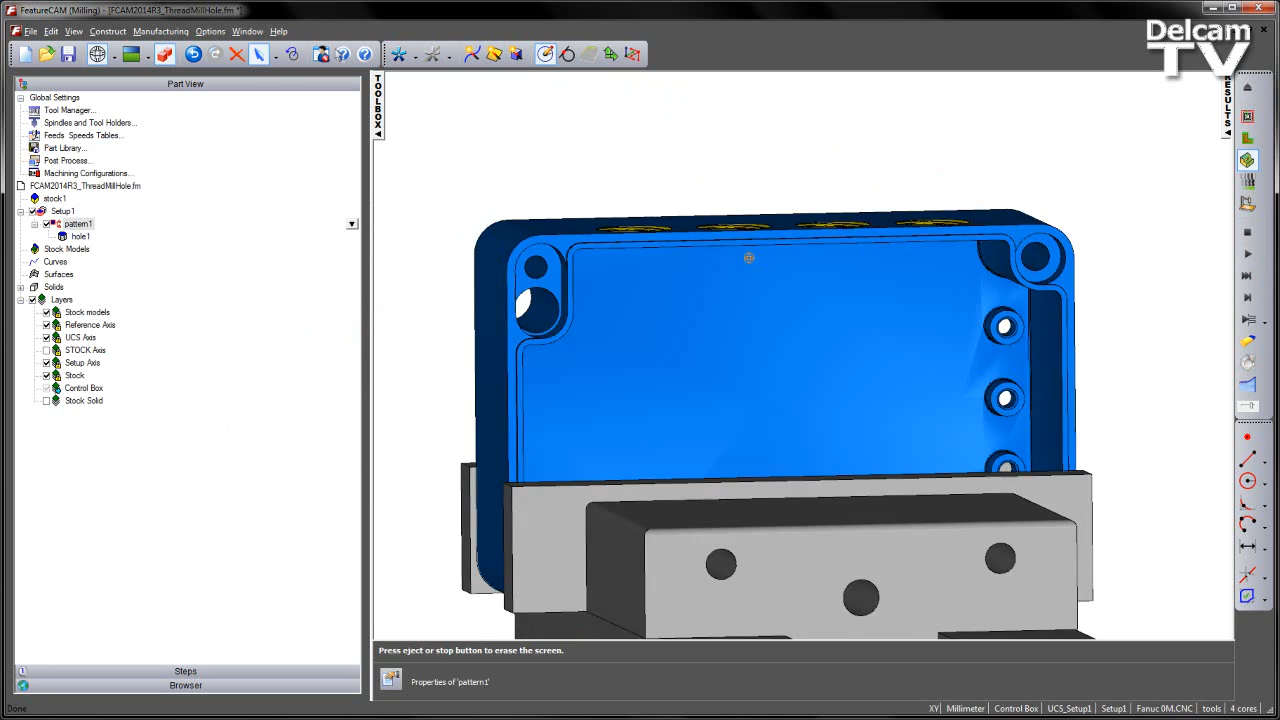 FeatureCAM (Milling) - [FCAM2014R3_ThreadMillHole.fm *]
File Edit View Construct Manufacturing Options Window Help
Delcam
TV
Part View
Global Settings
Tool Manager...
Spindles and Tool Holders...
Feeds Speeds Tables...
Part Library...
Post Process...
Machining Configurations...
FCAM2014R3_ThreadMillHole.fm
stock1
Setup1
pattern1
hole1
Stock Models
Curves
Surfaces
Solids
Layers
Stock models
Reference Axis
UCS Axis
STOCK Axis
Setup Axis
Stock
Control Box
Stock Solid
Steps
Browser
TOOLBOX
RESULTS
Press eject or stop button to erase the screen.
Properties of 'pattern1'
Done
XY Millimeter Control Box UCS_Setup1 Setup1 Fanuc 0M.CNC tools 4 cores